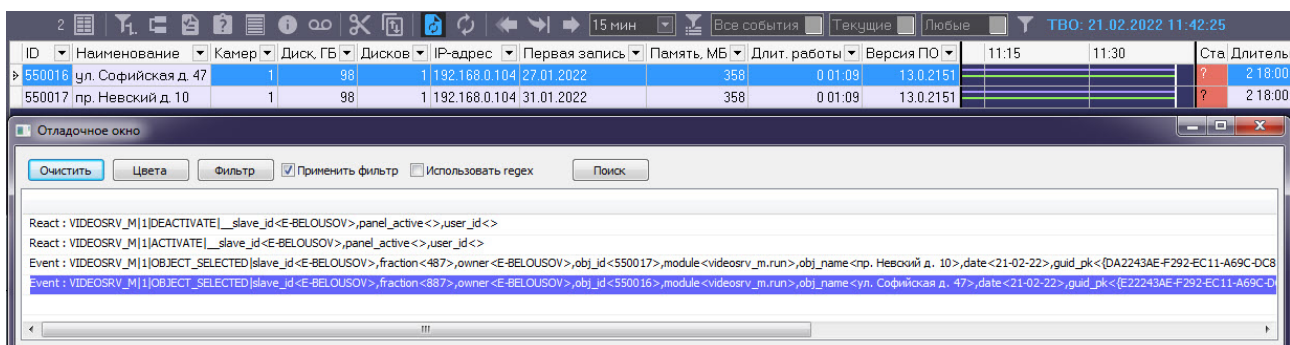 2 15 мин Все события Текущие Любые ТВО: 21.02.2022 11:42:25
ID Наименование Камер Диск, ГБ Дисков IP-адрес Первая запись Память, МБ Длит. работы Версия ПО 11:15 11:30 Ста Длитель
550016 ул. Софийская д. 47 1 98 1 192.168.0.104 27.01.2022 358 0 01:09 13.0.2151 ? 2 18:00
550017 пр. Невский д. 10 1 98 1 192.168.0.104 31.01.2022 358 0 01:09 13.0.2151 ? 2 18:00
Отладочное окно
Очистить Цвета Фильтр Применить фильтр Использовать regex Поиск
React : VIDEOSRV_M|1|DEACTIVATE|__slave_id<E-BELOUSOV>,panel_active<>,user_id<>
React : VIDEOSRV_M|1|ACTIVATE|__slave_id<E-BELOUSOV>,panel_active<>,user_id<>
Event : VIDEOSRV_M|1|OBJECT_SELECTED|slave_id<E-BELOUSOV>,fraction<487>,owner<E-BELOUSOV>,obj_id<550017>,module<videosrv_m.run>,obj_name<пр. Невский д. 10>,date<21-02-22>,guid_pk<{DA2243AE-F292-EC11-A69C-DC8
Event : VIDEOSRV_M|1|OBJECT_SELECTED|slave_id<E-BELOUSOV>,fraction<887>,owner<E-BELOUSOV>,obj_id<550016>,module<videosrv_m.run>,obj_name<ул. Софийская д. 47>,date<21-02-22>,guid_pk<{E22243AE-F292-EC11-A69C-D